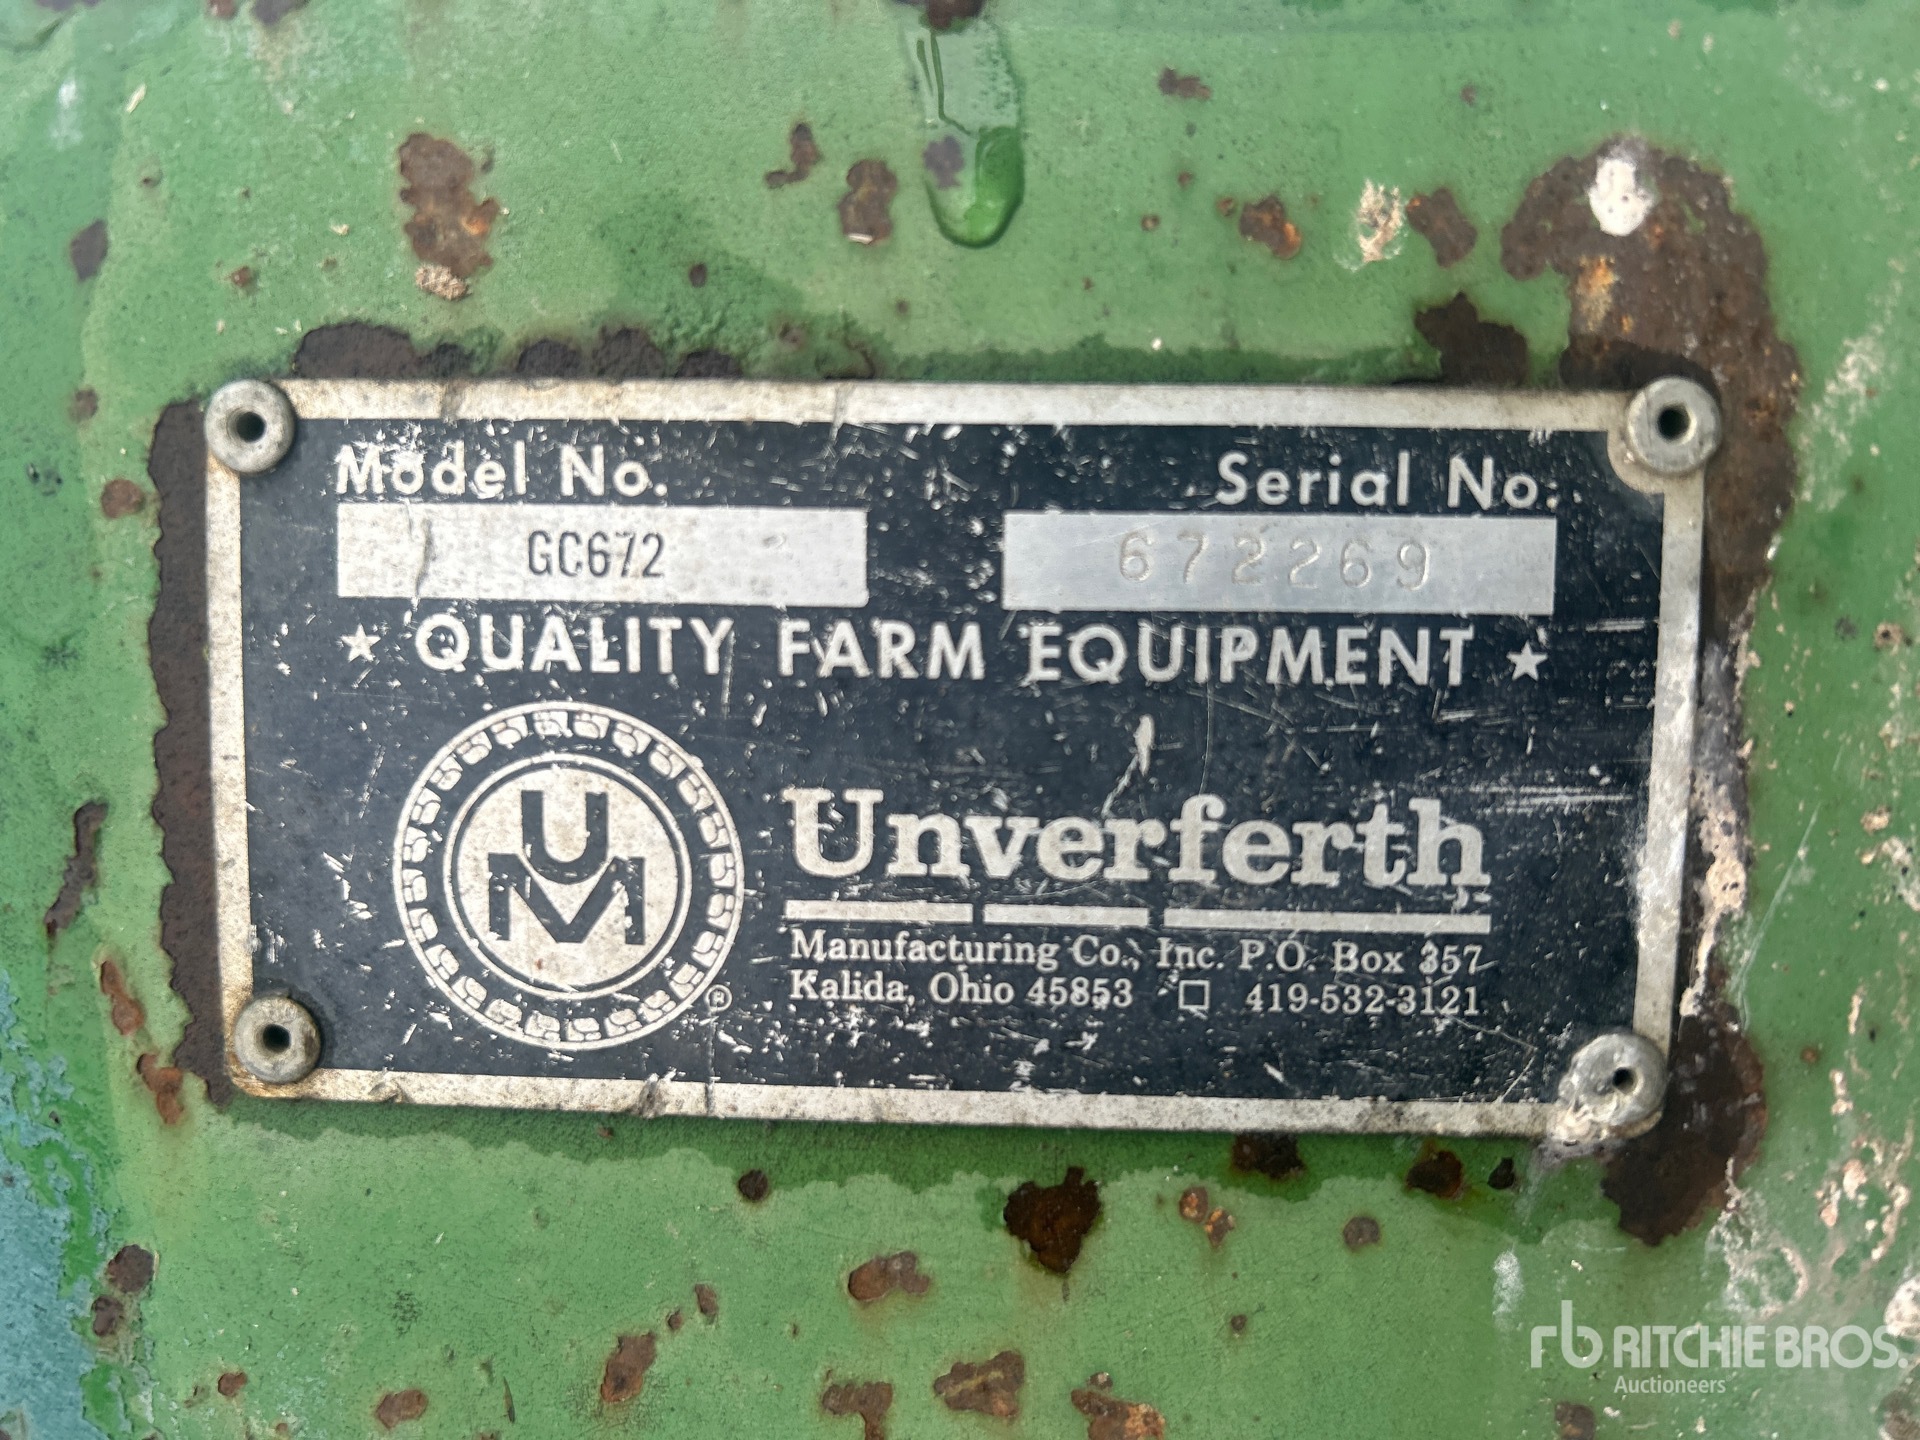 Model No.
Serial No.
GC672
672269
★ QUALITY FARM EQUIPMENT ★
UM
Unverferth
®
Manufacturing Co., Inc. P.O. Box 357
Kalida, Ohio 45853 □ 419-532-3121
rb RITCHIE BROS.
Auctioneers